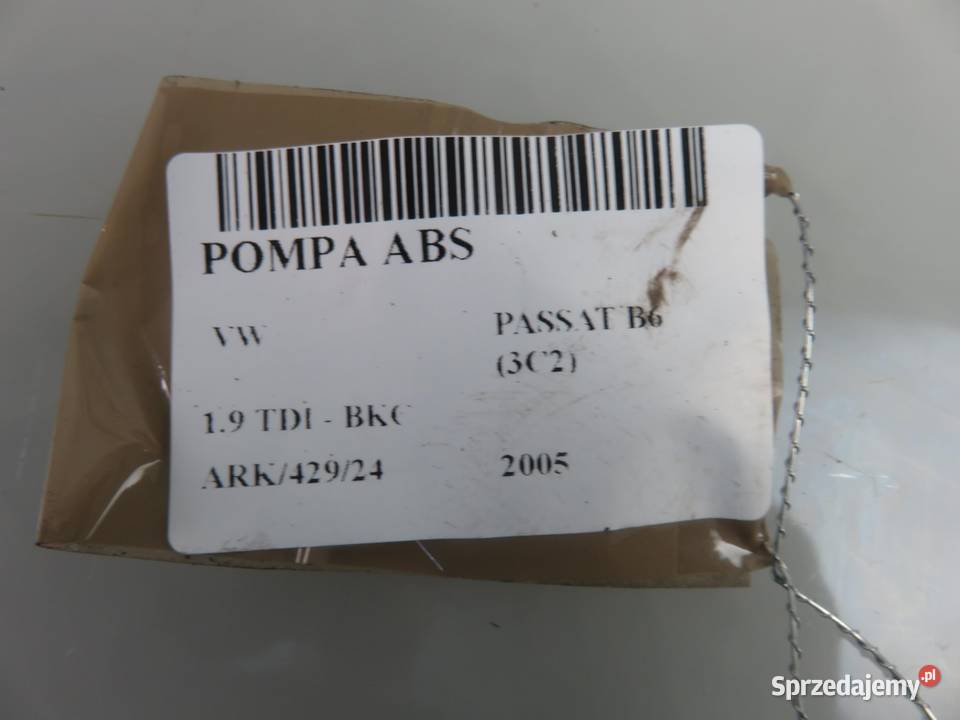 POMPA ABS
VW
PASSAT B6
(3C2)
1.9 TDI - BKC
ARK/429/24
2005
Sprzedajemy.pl